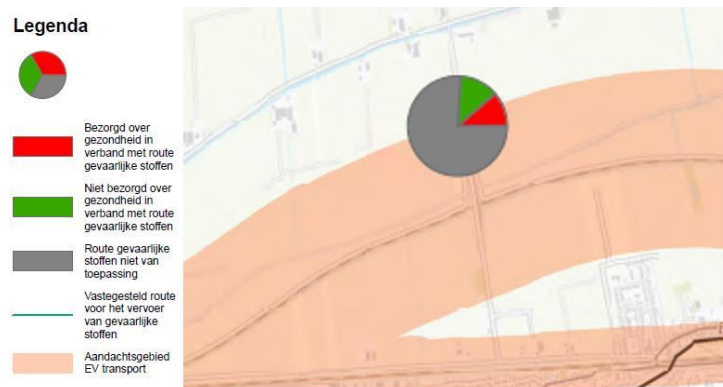 Legenda
Bezorgd over
gezondheid in
verband met route
gevaarlijke stoffen
Niet bezorgd over
gezondheid in
verband met route
gevaarlijke stoffen
Route gevaarlijke
stoffen niet van
toepassing
Vastegesteld route
voor het vervoer
van gevaarlijke
stoffen
Aandachtsgebied
EV transport